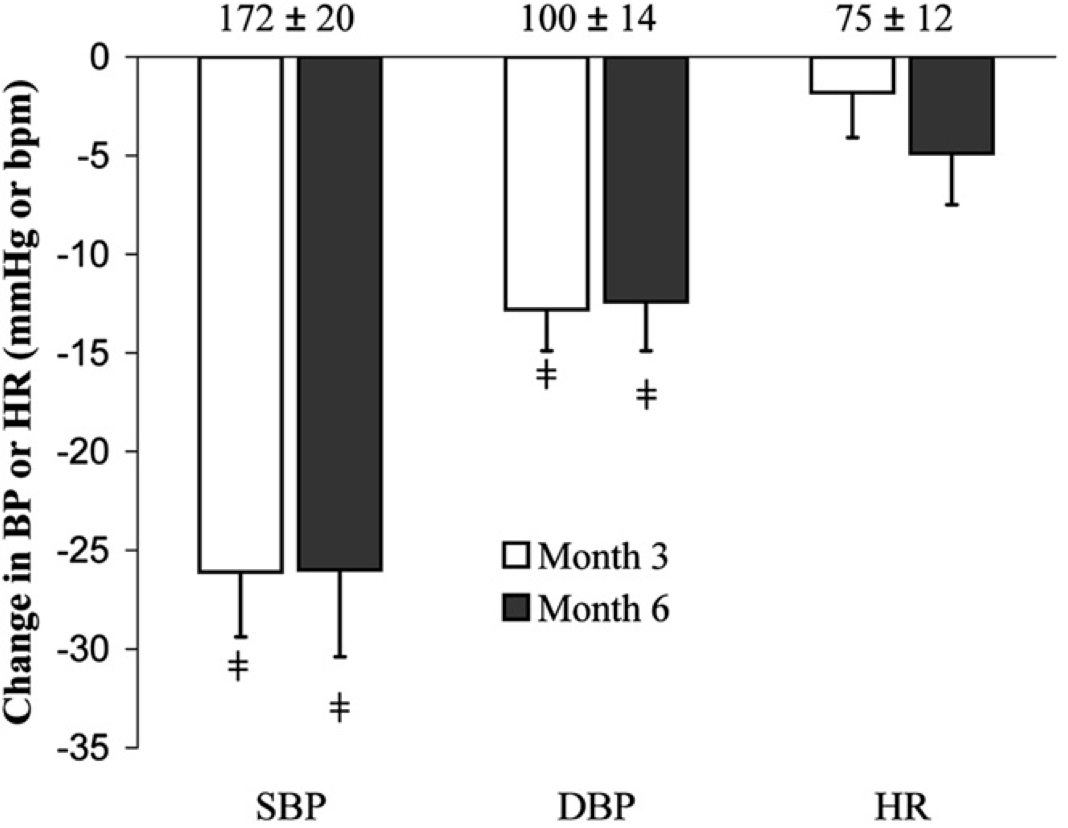 172 ± 20 100 ± 14 75 ± 12
Change in BP or HR (mmHg or bpm)
0
-5
-10
-15
-20
-25
-30
-35
‡ ‡
‡ ‡
Month 3
Month 6
SBP DBP HR